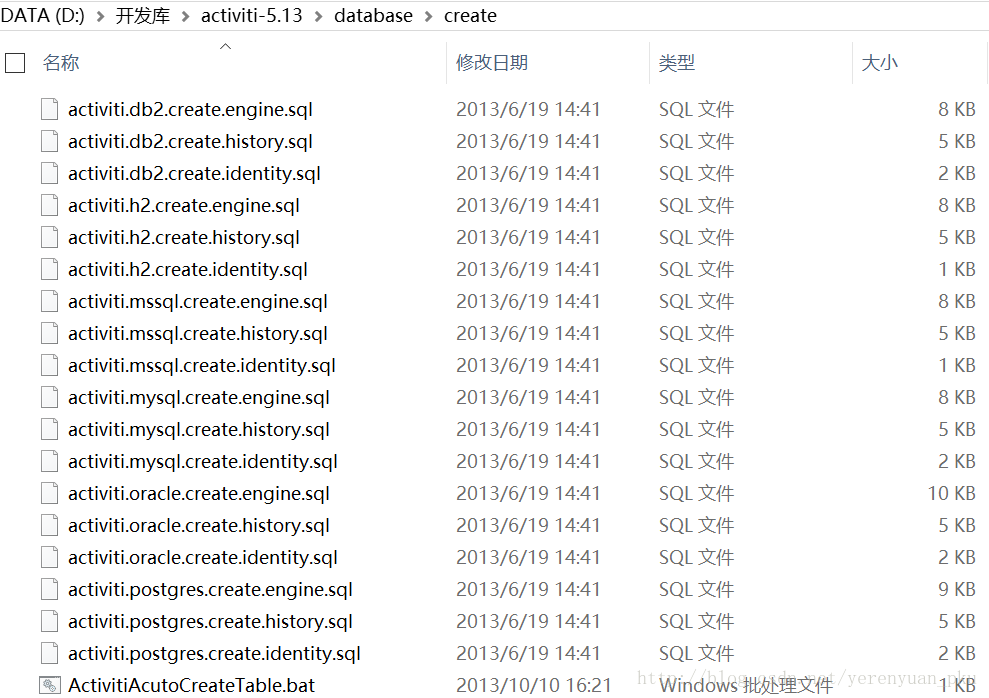 DATA (D:) > 开发库 > activiti-5.13 > database > create
名称 修改日期 类型 大小
activiti.db2.create.engine.sql 2013/6/19 14:41 SQL 文件 8 KB
activiti.db2.create.history.sql 2013/6/19 14:41 SQL 文件 5 KB
activiti.db2.create.identity.sql 2013/6/19 14:41 SQL 文件 2 KB
activiti.h2.create.engine.sql 2013/6/19 14:41 SQL 文件 8 KB
activiti.h2.create.history.sql 2013/6/19 14:41 SQL 文件 5 KB
activiti.h2.create.identity.sql 2013/6/19 14:41 SQL 文件 1 KB
activiti.mssql.create.engine.sql 2013/6/19 14:41 SQL 文件 8 KB
activiti.mssql.create.history.sql 2013/6/19 14:41 SQL 文件 5 KB
activiti.mssql.create.identity.sql 2013/6/19 14:41 SQL 文件 1 KB
activiti.mysql.create.engine.sql 2013/6/19 14:41 SQL 文件 8 KB
activiti.mysql.create.history.sql 2013/6/19 14:41 SQL 文件 5 KB
activiti.mysql.create.identity.sql 2013/6/19 14:41 SQL 文件 2 KB
activiti.oracle.create.engine.sql 2013/6/19 14:41 SQL 文件 10 KB
activiti.oracle.create.history.sql 2013/6/19 14:41 SQL 文件 5 KB
activiti.oracle.create.identity.sql 2013/6/19 14:41 SQL 文件 2 KB
activiti.postgres.create.engine.sql 2013/6/19 14:41 SQL 文件 9 KB
activiti.postgres.create.history.sql 2013/6/19 14:41 SQL 文件 5 KB
activiti.postgres.create.identity.sql 2013/6/19 14:41 SQL 文件 2 KB
ActivitiAcutoCreateTable.bat 2013/10/10 16:21 Windows 批处理文件 KB